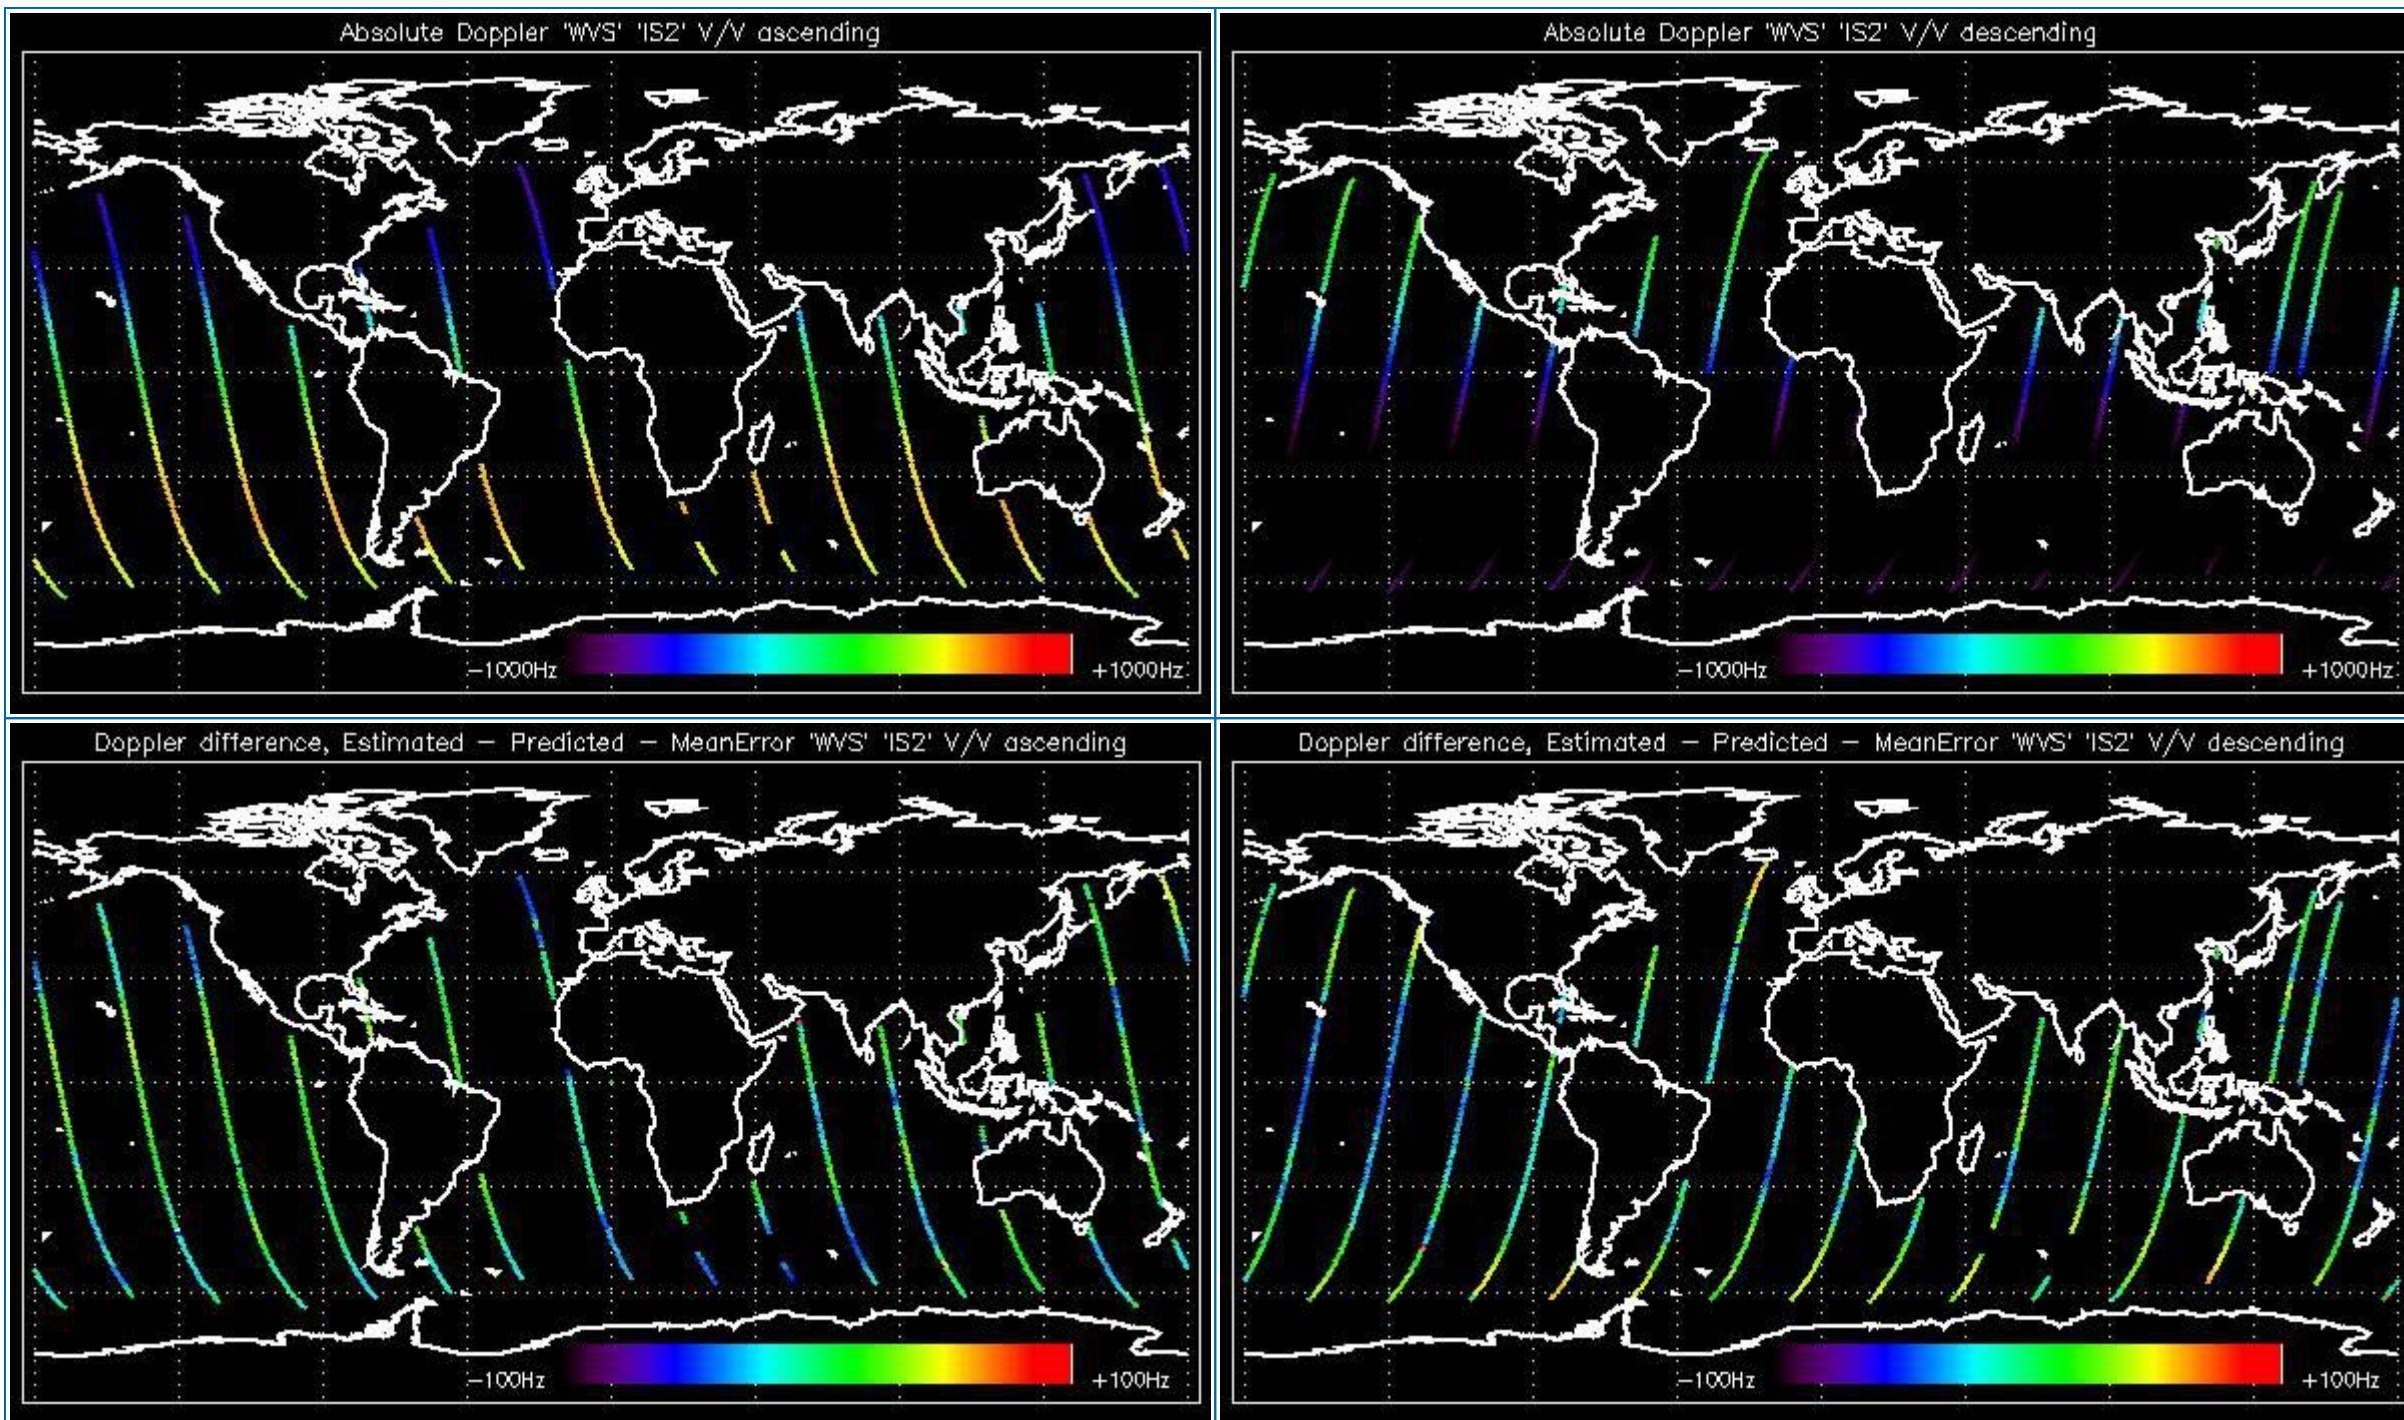 Absolute Doppler 'WVS' 'IS2' V/V ascending
-1000Hz
+1000Hz
Absolute Doppler 'WVS' 'IS2' V/V descending
-1000Hz
+1000Hz
Doppler difference, Estimated - Predicted - MeanError 'WVS' 'IS2' V/V ascending
-100Hz
+100Hz
Doppler difference, Estimated - Predicted - MeanError 'WVS' 'IS2' V/V descending
-100Hz
+100Hz